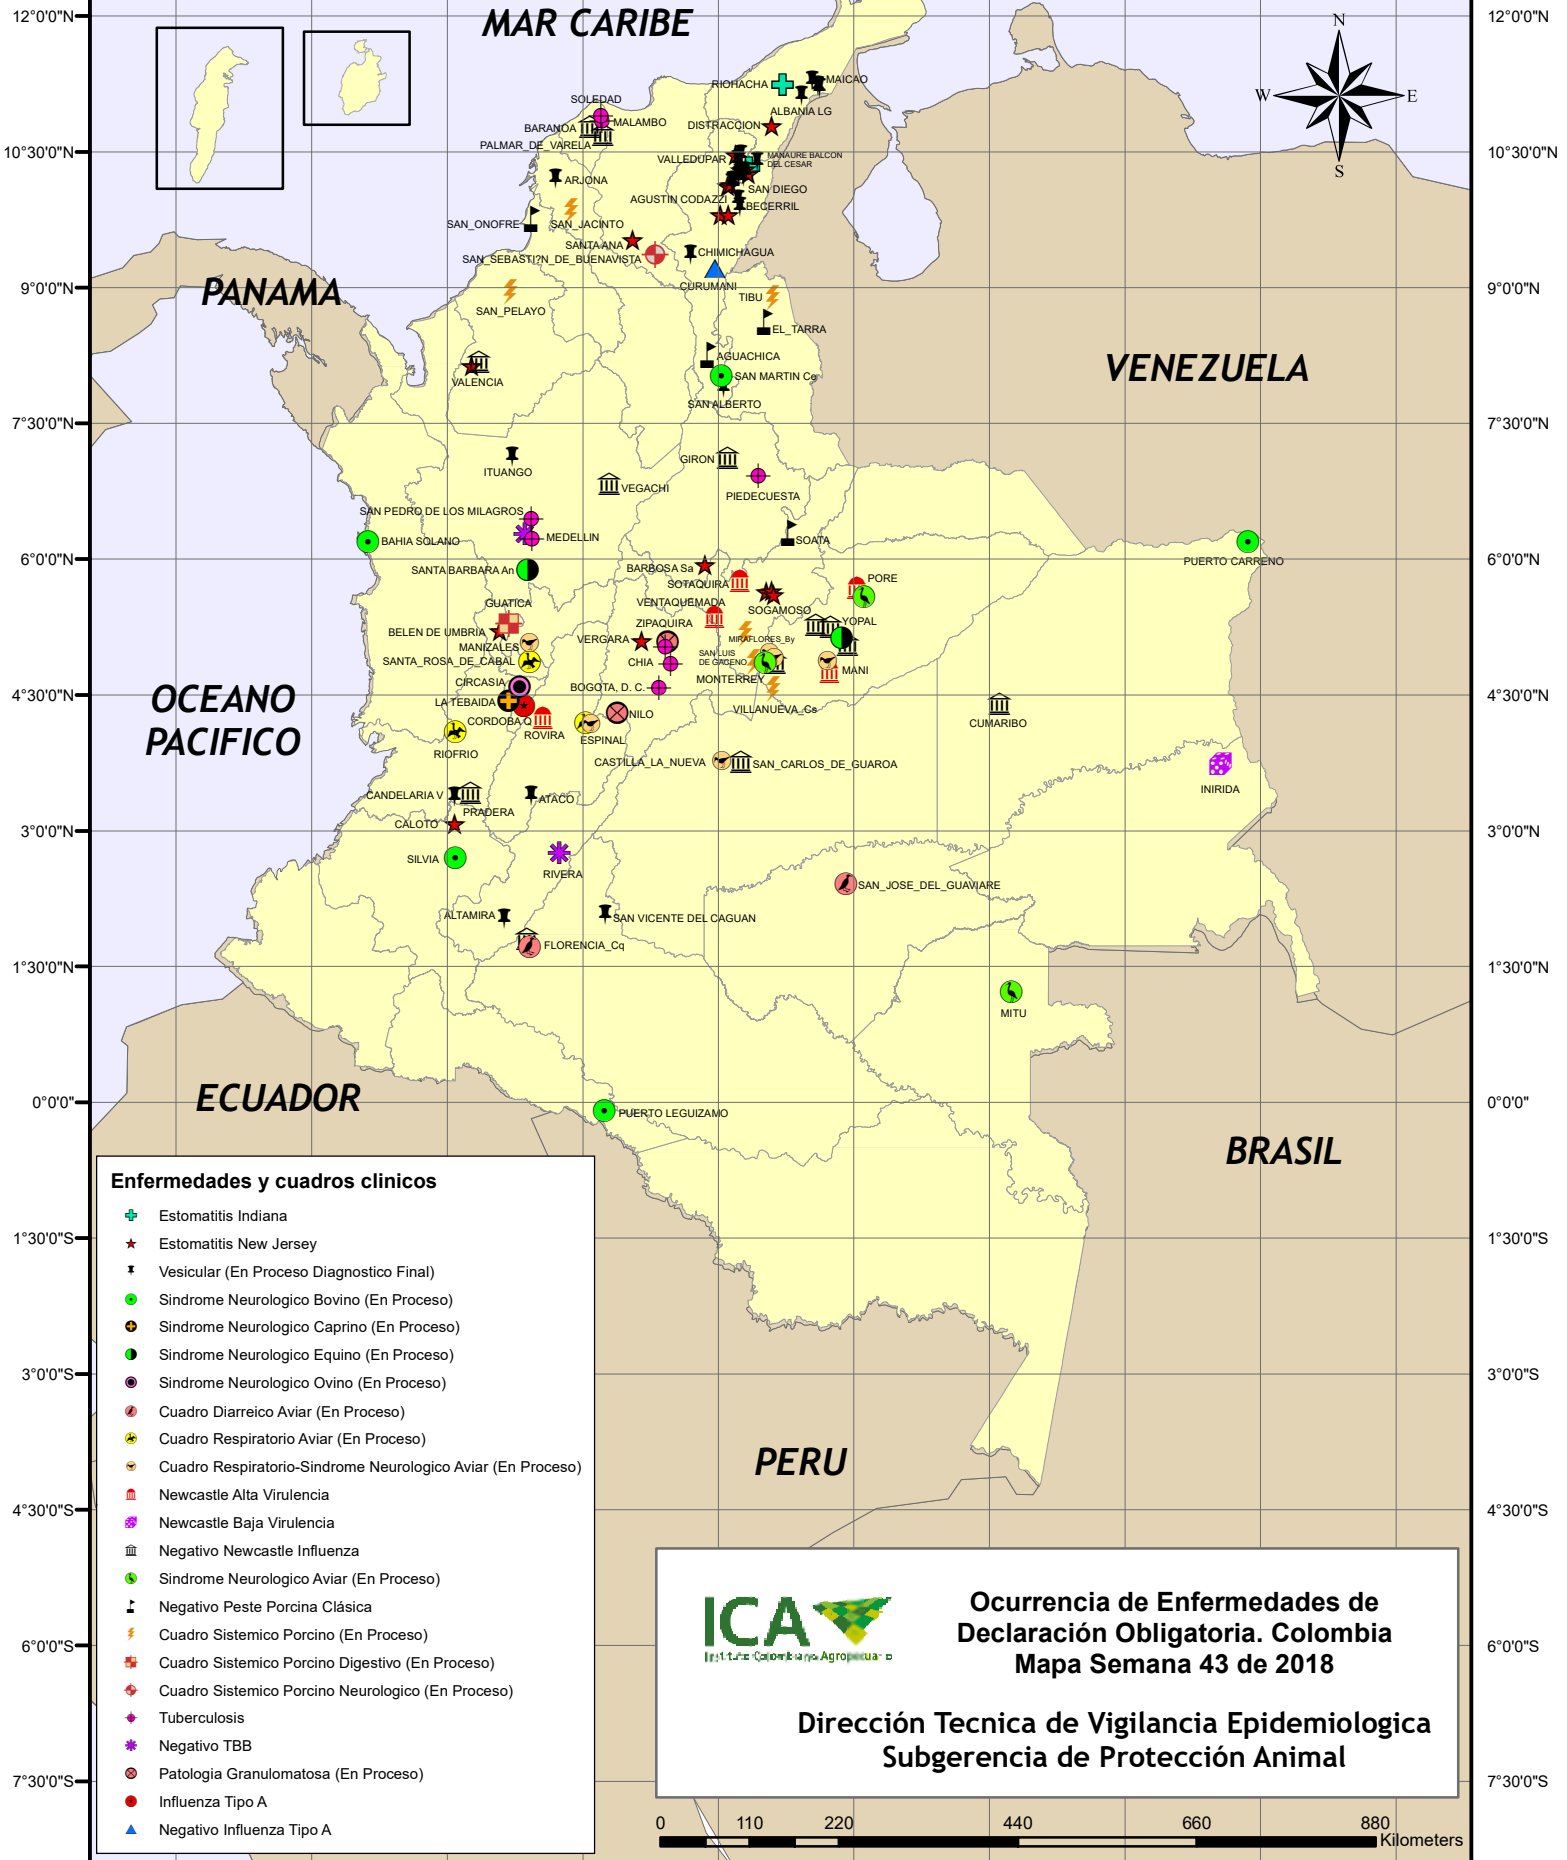 12°0'0"N
MAR CARIBE
12°0'0"N
N
W
E
S
RIOHACHA
MAICAO
SOLEDAD
ALBANIA LG
BARANOA
MALAMBO
DISTRACCION
PALMAR_DE_VARELA
10°30'0"N
VALLEDUPAR
MANAURE BALCON
DEL CESAR
10°30'0"N
ARJONA
SAN DIEGO
AGUSTIN CODAZZI
BECERRIL
SAN_ONOFRE
SAN_JACINTO
SANTA ANA
CHIMICHAGUA
SAN_SEBASTI?N_DE_BUENAVISTA
9°0'0"N
PANAMA
CURUMANI
TIBU
9°0'0"N
SAN_PELAYO
EL_TARRA
AGUACHICA
VENEZUELA
VALENCIA
SAN MARTIN Ce
SAN ALBERTO
7°30'0"N
7°30'0"N
GIRON
ITUANGO
VEGACHI
PIEDECUESTA
SAN PEDRO DE LOS MILAGROS
BAHIA SOLANO
MEDELLIN
SOATA
6°0'0"N
6°0'0"N
PUERTO CARRENO
SANTA BARBARA An
BARBOSA Sa
SOTAQUIRA
PORE
GUATICA
VENTAQUEMADA
SOGAMOSO
ZIPAQUIRA
YOPAL
BELEN DE UMBRIA
VERGARA
MIRAFLORES_By
MANIZALES
SANTA_ROSA_DE_CABAL
CHIA
SAN LUIS
DE GACENO
MANI
CIRCASIA
BOGOTA, D. C.
MONTERREY
OCEANO
PACIFICO
4°30'0"N
4°30'0"N
LA TEBAIDA
VILLANUEVA_Cs
CORDOBA Q
NILO
CUMARIBO
ROVIRA
ESPINAL
RIOFRIO
CASTILLA_LA_NUEVA
SAN_CARLOS_DE_GUAROA
INIRIDA
CANDELARIA V
ATACO
PRADERA
CALOTO
3°0'0"N
3°0'0"N
SILVIA
RIVERA
SAN_JOSE_DEL_GUAVIARE
ALTAMIRA
SAN VICENTE DEL CAGUAN
FLORENCIA_Cq
1°30'0"N
1°30'0"N
MITU
ECUADOR
0°0'0"
0°0'0"
PUERTO LEGUIZAMO
BRASIL
Enfermedades y cuadros clinicos
Estomatitis Indiana
Estomatitis New Jersey
Vesicular (En Proceso Diagnostico Final)
Sindrome Neurologico Bovino (En Proceso)
Sindrome Neurologico Caprino (En Proceso)
Sindrome Neurologico Equino (En Proceso)
Sindrome Neurologico Ovino (En Proceso)
Cuadro Diarreico Aviar (En Proceso)
Cuadro Respiratorio Aviar (En Proceso)
Cuadro Respiratorio-Sindrome Neurologico Aviar (En Proceso)
Newcastle Alta Virulencia
Newcastle Baja Virulencia
Negativo Newcastle Influenza
Sindrome Neurologico Aviar (En Proceso)
Negativo Peste Porcina Clásica
Cuadro Sistemico Porcino (En Proceso)
Cuadro Sistemico Porcino Digestivo (En Proceso)
Cuadro Sistemico Porcino Neurologico (En Proceso)
Tuberculosis
Negativo TBB
Patologia Granulomatosa (En Proceso)
Influenza Tipo A
Negativo Influenza Tipo A
1°30'0"S
1°30'0"S
3°0'0"S
3°0'0"S
PERU
4°30'0"S
4°30'0"S
6°0'0"S
6°0'0"S
7°30'0"S
7°30'0"S
ICA
Ocurrencia de Enfermedades de
Declaración Obligatoria. Colombia
Mapa Semana 43 de 2018
Dirección Tecnica de Vigilancia Epidemiologica
Subgerencia de Protección Animal
0 110 220 440 660 880
Kilometers